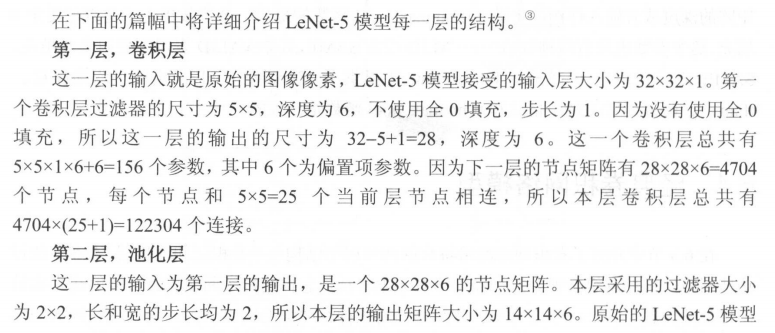 在下面的篇幅中将详细介绍 LeNet-5 模型每一层的结构。③
第一层，卷积层
这一层的输入就是原始的图像像素，LeNet-5 模型接受的输入层大小为 32×32×1。第一
个卷积层过滤器的尺寸为 5×5，深度为 6，不使用全 0 填充，步长为 1。因为没有使用全 0
填充，所以这一层的输出的尺寸为 32–5+1=28，深度为 6。这一个卷积层总共有
5×5×1×6+6=156 个参数，其中 6 个为偏置项参数。因为下一层的节点矩阵有 28×28×6=4704
个节点，每个节点和 5×5=25 个当前层节点相连，所以本层卷积层总共有
4704×(25+1)=122304 个连接。
第二层，池化层
这一层的输入为第一层的输出，是一个 28×28×6 的节点矩阵。本层采用的过滤器大小
为 2×2，长和宽的步长均为 2，所以本层的输出矩阵大小为 14×14×6。原始的 LeNet-5 模型